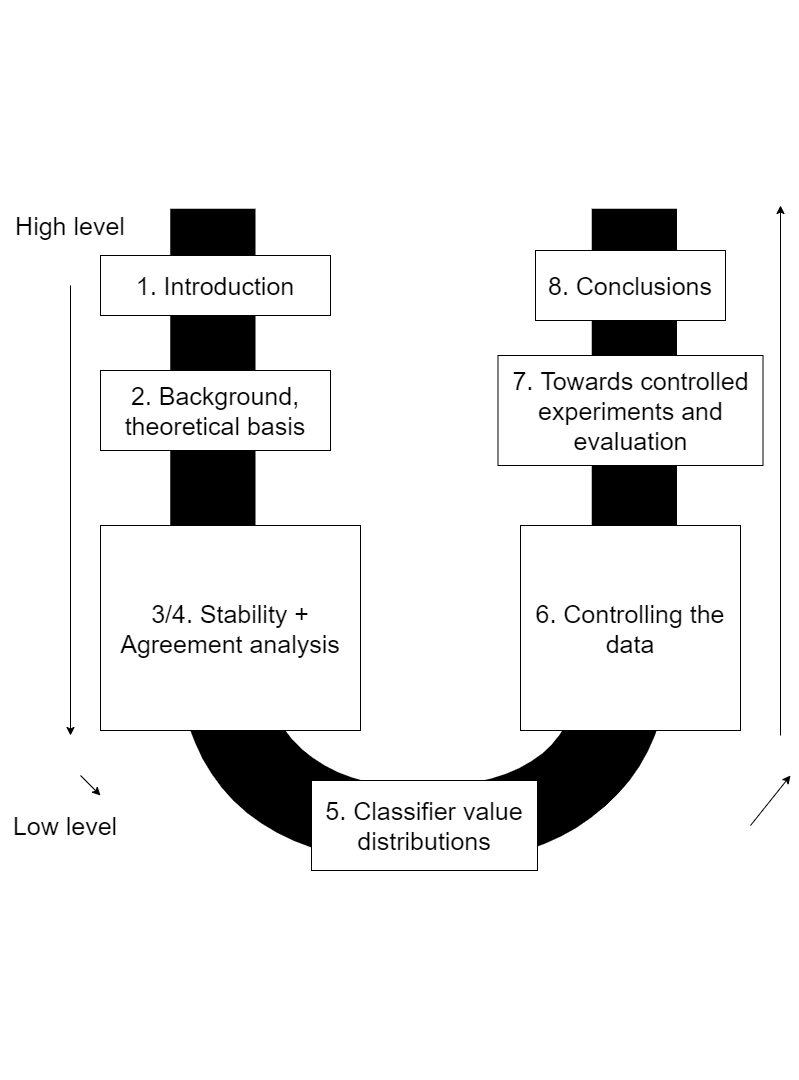 High level
1. Introduction
2. Background,
theoretical basis
3/4. Stability +
Agreement analysis
Low level
5. Classifier value
distributions
6. Controlling the
data
7. Towards controlled
experiments and
evaluation
8. Conclusions